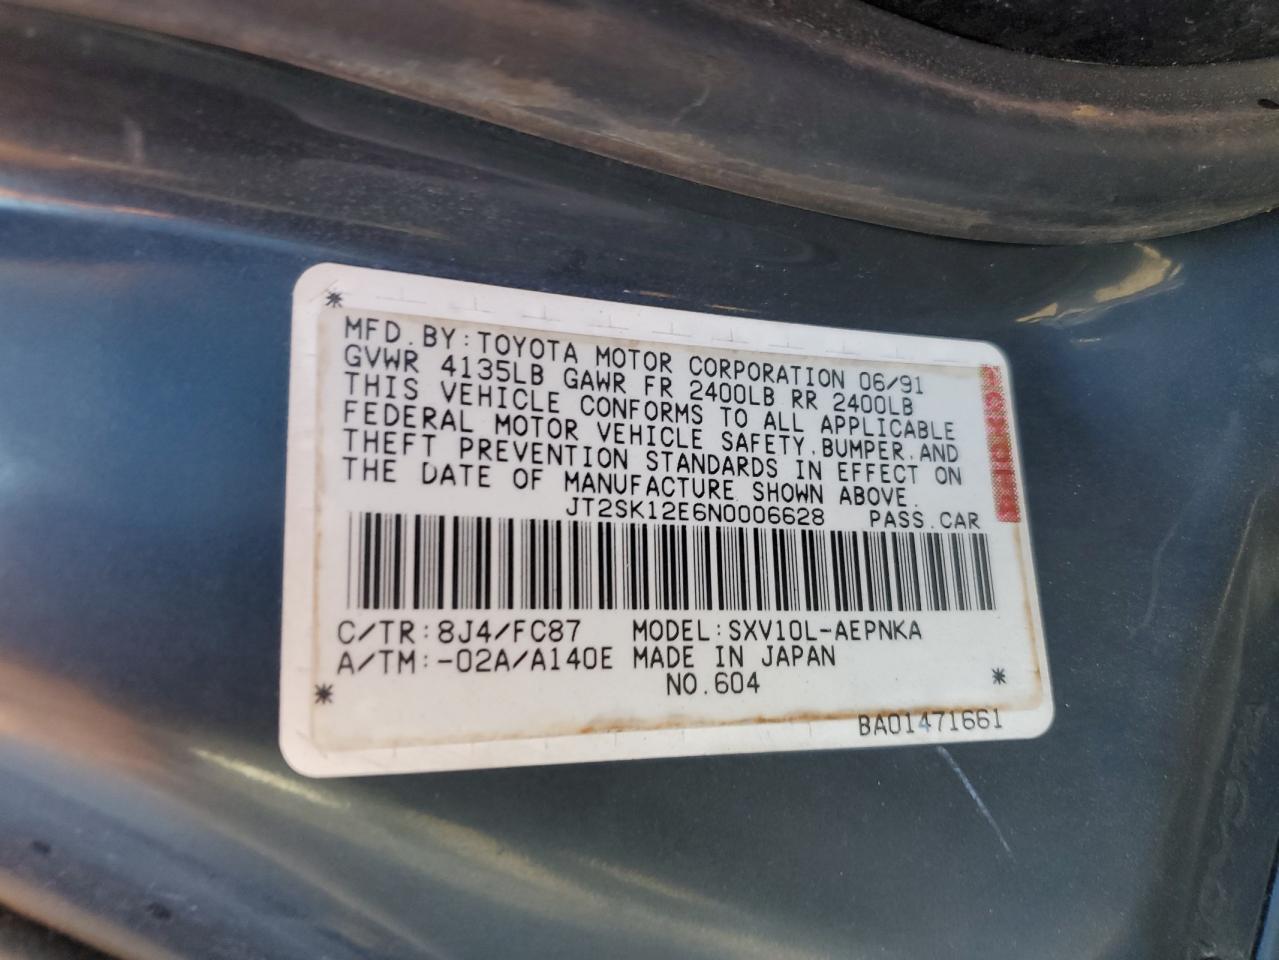 MFD.BY:TOYOTA MOTOR CORPORATION 06/91
GVWR 4135LB GAWR FR 2400LB RR 2400LB
THIS VEHICLE CONFORMS TO ALL APPLICABLE
FEDERAL MOTOR VEHICLE SAFETY,BUMPER,AND
THEFT PREVENTION STANDARDS IN EFFECT ON
THE DATE OF MANUFACTURE SHOWN ABOVE.
JT2SK12E6N0006628 PASS.CAR
C/TR:8J4/FC87 MODEL:SXV10L-AEPNKA
A/TM:-02A/A140E MADE IN JAPAN
NO.604
BA01471661